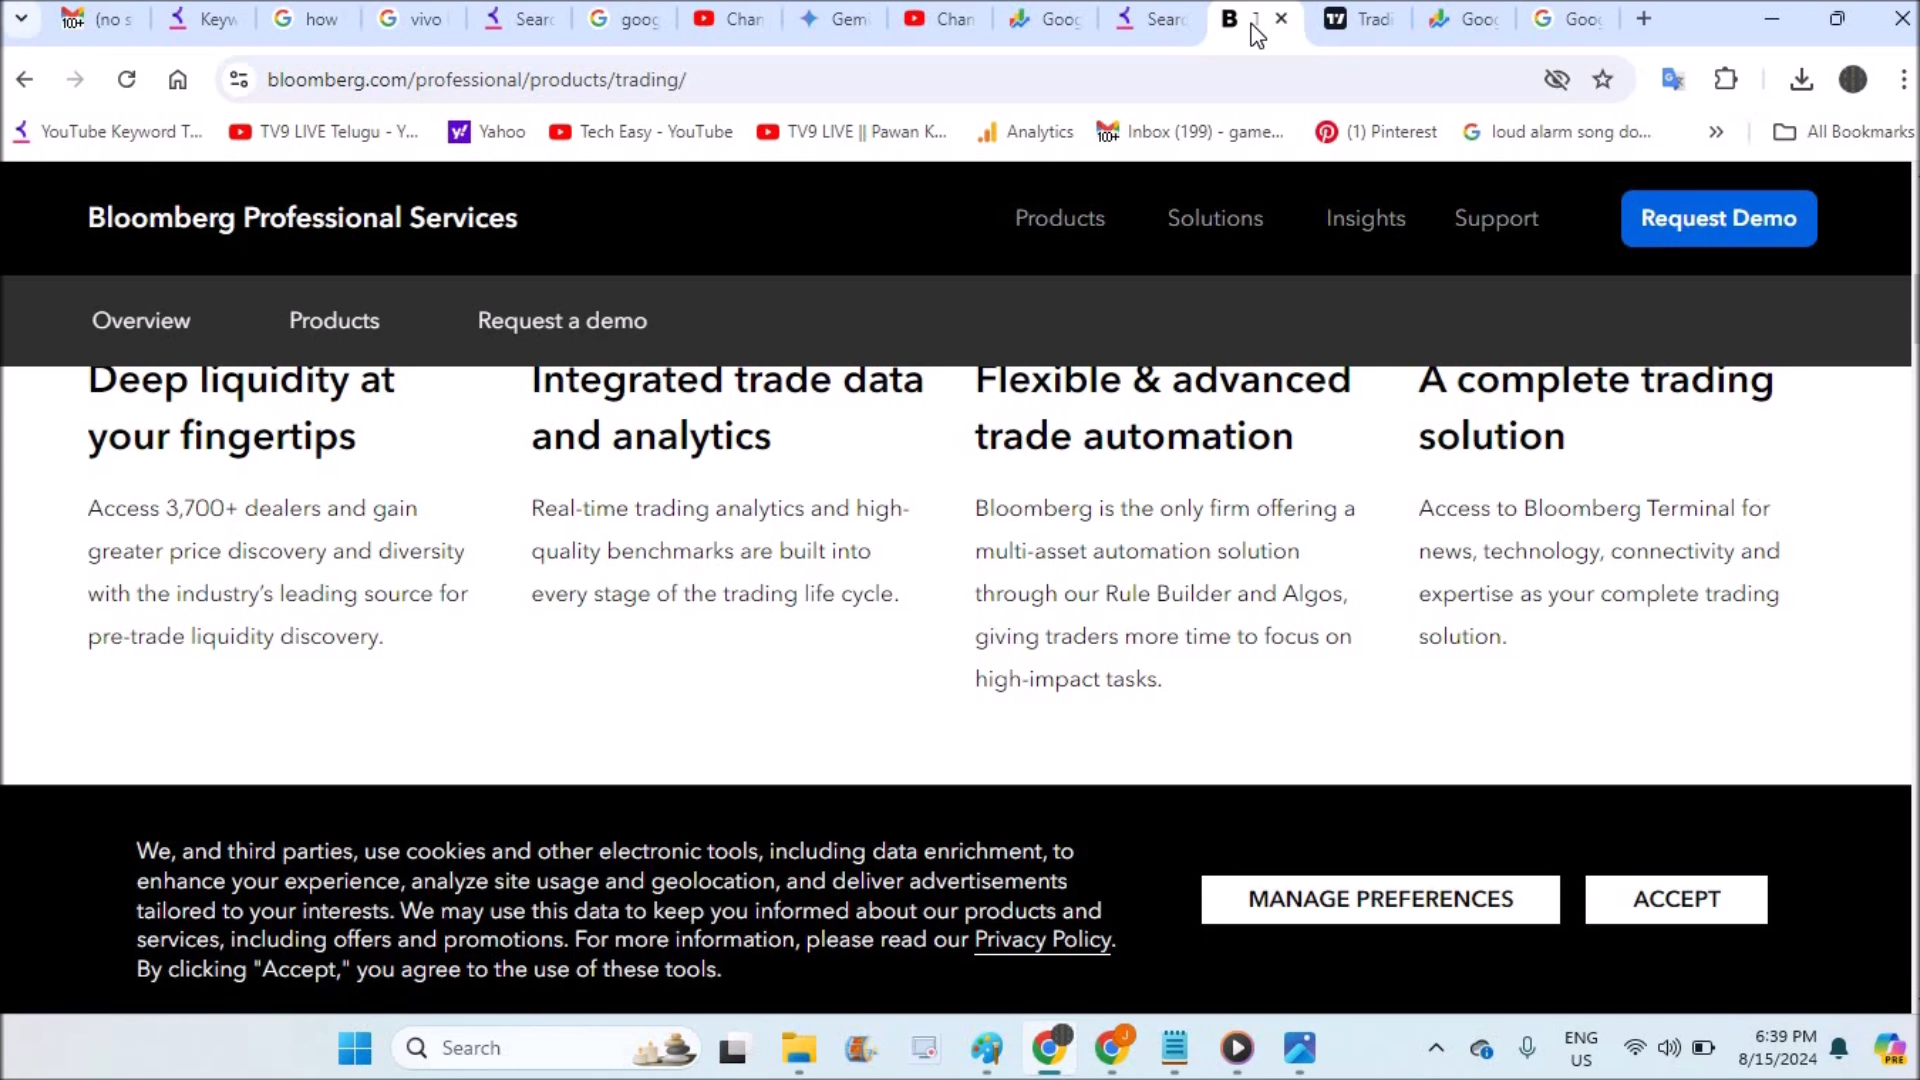 100+ (no s
Keyw
how
vivo
Searc
goog
Chan
Gem
Chan
Goog
Searc
B
Tradi
Goog
Goog
bloomberg.com/professional/products/trading/
YouTube Keyword T...
TV9 LIVE Telugu - Y...
Yahoo
Tech Easy - YouTube
TV9 LIVE || Pawan K...
Analytics
100+ Inbox (199) - game...
(1) Pinterest
loud alarm song do...
All Bookmarks
Bloomberg Professional Services
Products
Solutions
Insights
Support
Request Demo
Overview
Products
Request a demo
Deep liquidity at
your fingertips
Access 3,700+ dealers and gain
greater price discovery and diversity
with the industry's leading source for
pre-trade liquidity discovery.
Integrated trade data
and analytics
Real-time trading analytics and high-
quality benchmarks are built into
every stage of the trading life cycle.
Flexible & advanced
trade automation
Bloomberg is the only firm offering a
multi-asset automation solution
through our Rule Builder and Algos,
giving traders more time to focus on
high-impact tasks.
A complete trading
solution
Access to Bloomberg Terminal for
news, technology, connectivity and
expertise as your complete trading
solution.
We, and third parties, use cookies and other electronic tools, including data enrichment, to
enhance your experience, analyze site usage and geolocation, and deliver advertisements
tailored to your interests. We may use this data to keep you informed about our products and
services, including offers and promotions. For more information, please read our Privacy Policy.
By clicking "Accept," you agree to the use of these tools.
MANAGE PREFERENCES
ACCEPT
Search
J
ENG
US
6:39 PM
8/15/2024
PRE